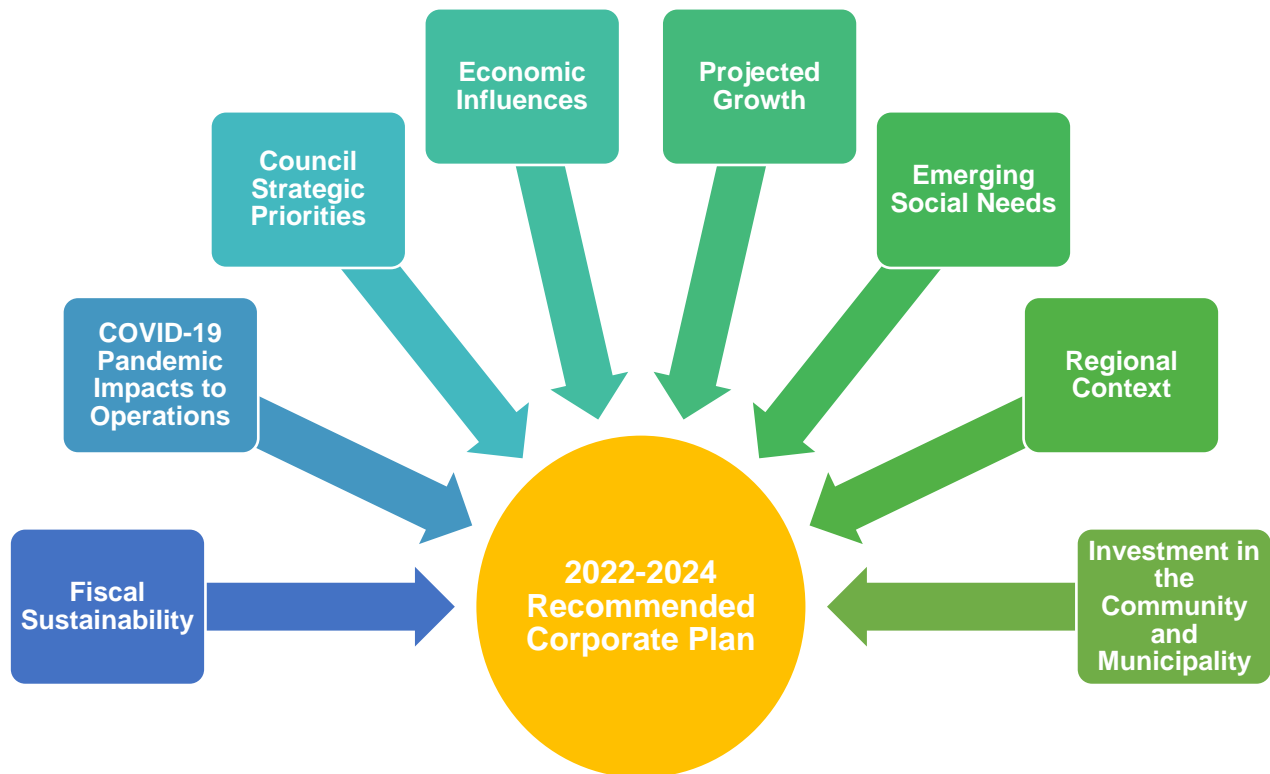 Economic
Influences
Projected
Growth
Council
Strategic
Priorities
Emerging
Social Needs
COVID-19
Pandemic
Impacts to
Operations
Regional
Context
Fiscal
Sustainability
2022-2024
Recommended
Corporate Plan
Investment in
the
Community
and
Municipality